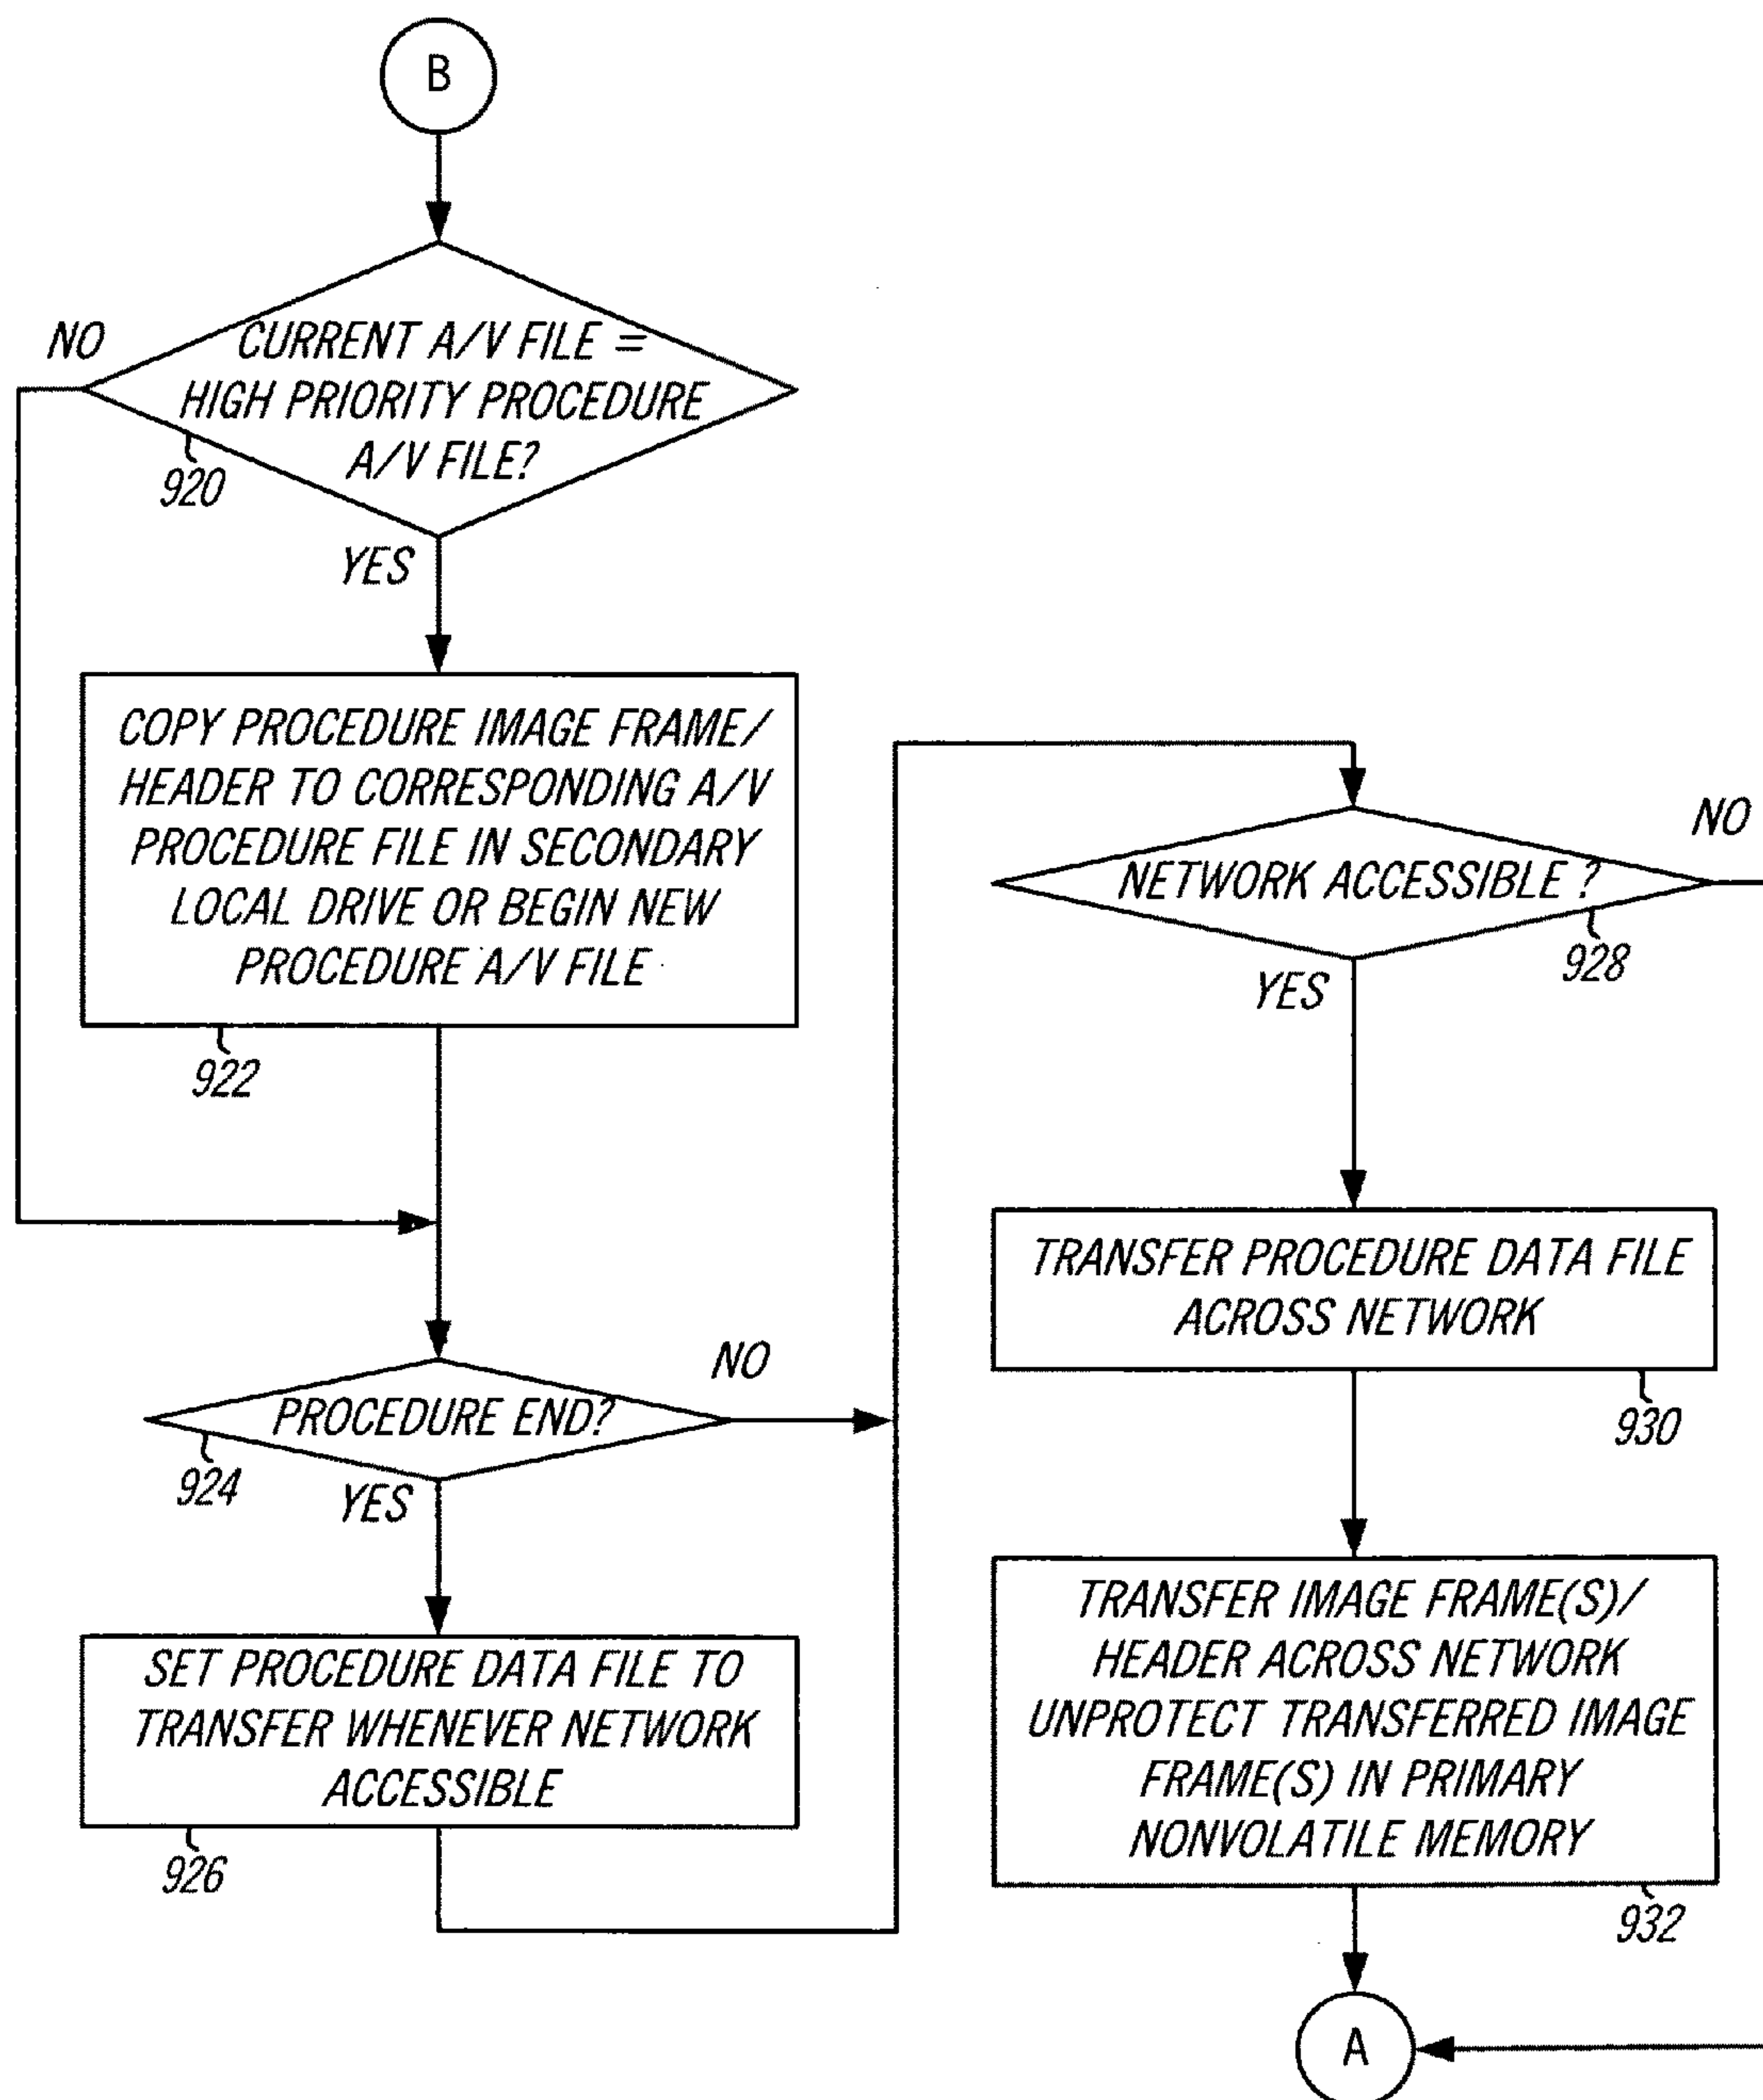 B
NO
CURRENT A/V FILE =
HIGH PRIORITY PROCEDURE
A/V FILE?
920
YES
COPY PROCEDURE IMAGE FRAME/
HEADER TO CORRESPONDING A/V
PROCEDURE FILE IN SECONDARY
LOCAL DRIVE OR BEGIN NEW
PROCEDURE A/V FILE
922
PROCEDURE END?
NO
924
YES
SET PROCEDURE DATA FILE TO
TRANSFER WHENEVER NETWORK
ACCESSIBLE
926
NETWORK ACCESSIBLE ?
NO
928
YES
TRANSFER PROCEDURE DATA FILE
ACROSS NETWORK
930
TRANSFER IMAGE FRAME(S)/
HEADER ACROSS NETWORK
UNPROTECT TRANSFERRED IMAGE
FRAME(S) IN PRIMARY
NONVOLATILE MEMORY
932
A